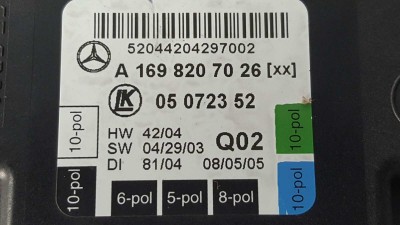 52044204297002
A 169 820 70 26 [xx]
LK 05 0723 52
HW 42/04
SW 04/29/03 Q02
DI 81/04 08/05/05
10-pol
10-pol
10-pol
10-pol
6-pol 5-pol 8-pol